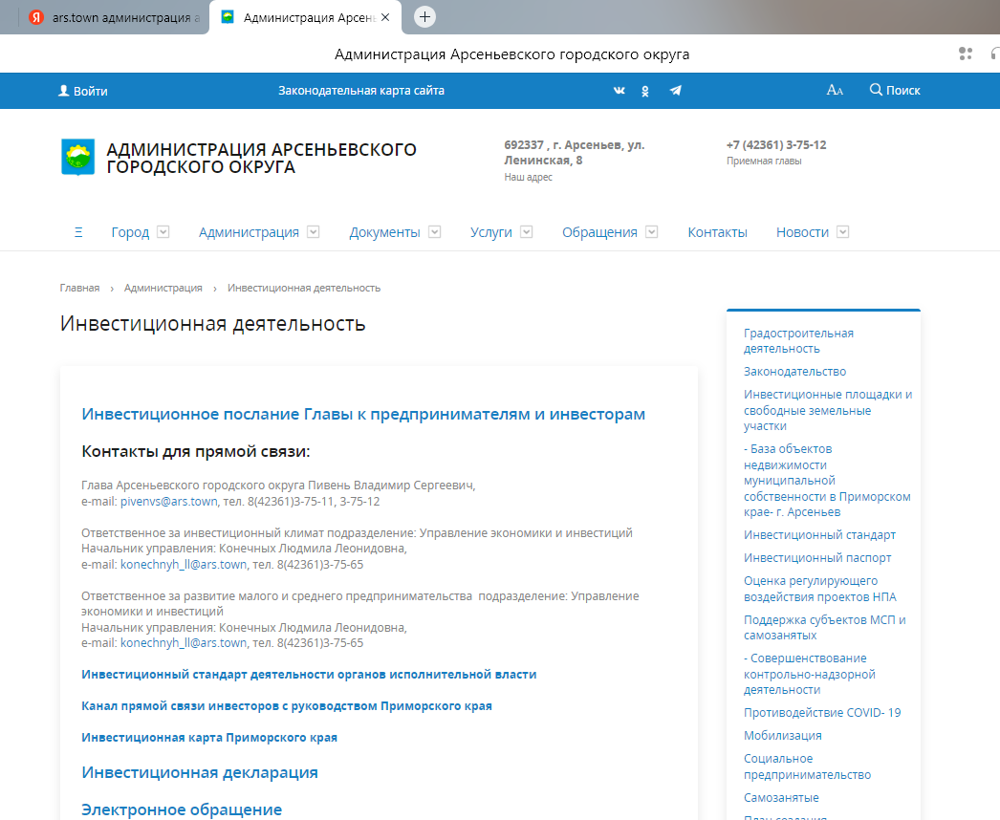 ars.town администрация а
Администрация Арсень
Администрация Арсеньевского городского округа
Войти
Законодательная карта сайта
Поиск
АДМИНИСТРАЦИЯ АРСЕНЬЕВСКОГО
ГОРОДСКОГО ОКРУГА
692337 , г. Арсеньев, ул.
Ленинская, 8
Наш адрес
+7 (42361) 3-75-12
Приемная главы
Город
Администрация
Документы
Услуги
Обращения
Контакты
Новости
Главная › Администрация › Инвестиционная деятельность
Инвестиционная деятельность
Инвестиционное послание Главы к предпринимателям и инвесторам
Контакты для прямой связи:
Глава Арсеньевского городского округа Пивень Владимир Сергеевич,
e-mail: pivenvs@ars.town, тел. 8(42361)3-75-11, 3-75-12
Ответственное за инвестиционный климат подразделение: Управление экономики и инвестиций
Начальник управления: Конечных Людмила Леонидовна,
e-mail: konechnyh_ll@ars.town, тел. 8(42361)3-75-65
Ответственное за развитие малого и среднего предпринимательства  подразделение: Управление
экономики и инвестиций
Начальник управления: Конечных Людмила Леонидовна,
e-mail: konechnyh_ll@ars.town, тел. 8(42361)3-75-65
Инвестиционный стандарт деятельности органов исполнительной власти
Канал прямой связи инвесторов с руководством Приморского края
Инвестиционная карта Приморского края
Инвестиционная декларация
Электронное обращение
Градостроительная
деятельность
Законодательство
Инвестиционные площадки и
свободные земельные
участки
- База объектов
недвижимости
муниципальной
собственности в Приморском
крае- г. Арсеньев
Инвестиционный стандарт
Инвестиционный паспорт
Оценка регулирующего
воздействия проектов НПА
Поддержка субъектов МСП и
самозанятых
- Совершенствование
контрольно-надзорной
деятельности
Противодействие COVID- 19
Мобилизация
Социальное
предпринимательство
Самозанятые
План создания